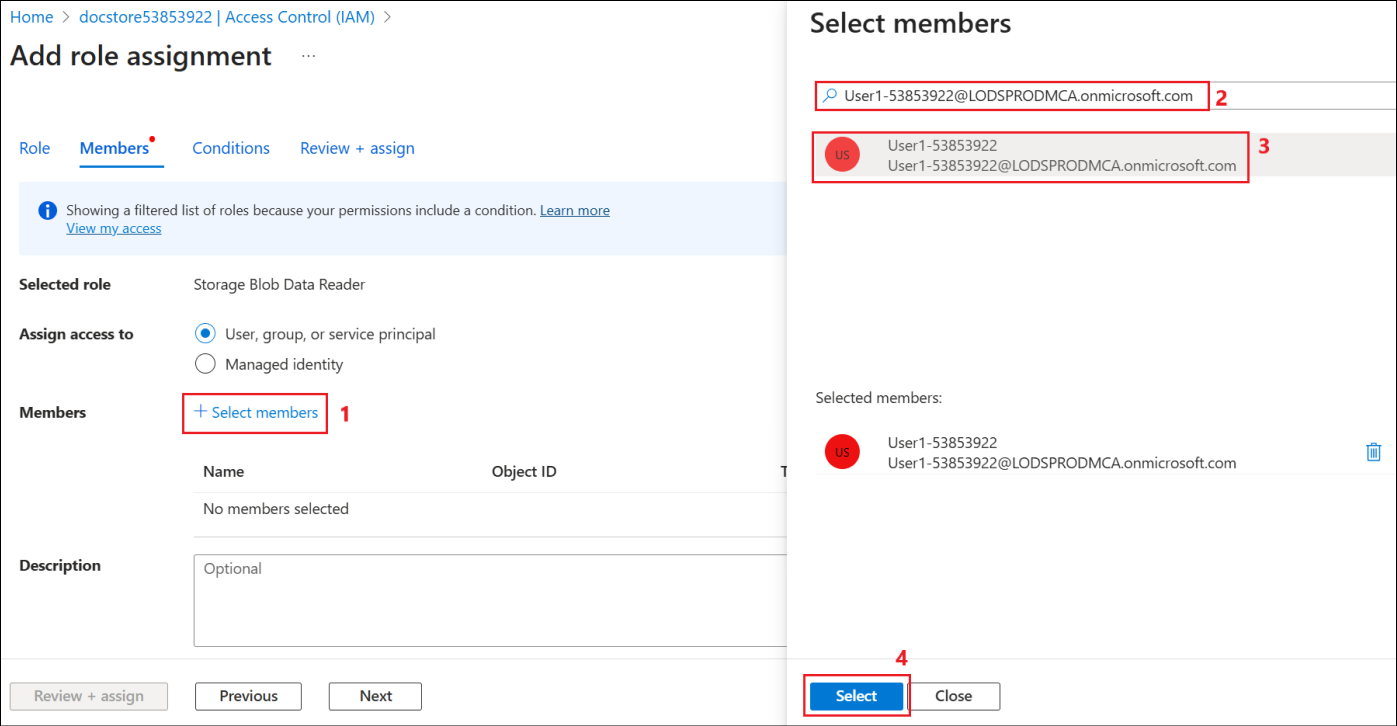 Home > docstore53853922 | Access Control (IAM) >
Add role assignment ...
Role Members Conditions Review + assign
Showing a filtered list of roles because your permissions include a condition. Learn more
View my access
Selected role Storage Blob Data Reader
Assign access to User, group, or service principal
Managed identity
Members + Select members 1
Name Object ID T
No members selected
Description Optional
Review + assign Previous Next
Select members
User1-53853922@LODSPRODMCA.onmicrosoft.com 2
US User1-53853922 3
User1-53853922@LODSPRODMCA.onmicrosoft.com
Selected members:
US User1-53853922
User1-53853922@LODSPRODMCA.onmicrosoft.com
4
Select Close